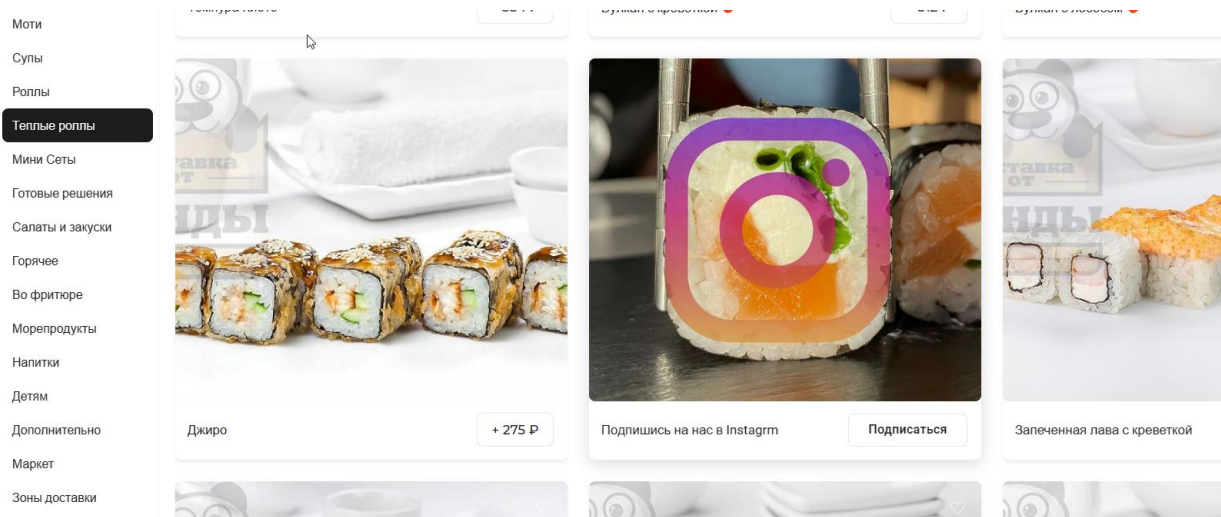 Моти
Супы
Роллы
Теплые роллы
Мини Сеты
Готовые решения
Салаты и закуски
Горячее
Во фритюре
Морепродукты
Напитки
Детям
Дополнительно
Маркет
Зоны доставки
Джиро
+ 275 ₽
Подпишись на нас в Instagrm
Подписаться
Запеченная лава с креветкой